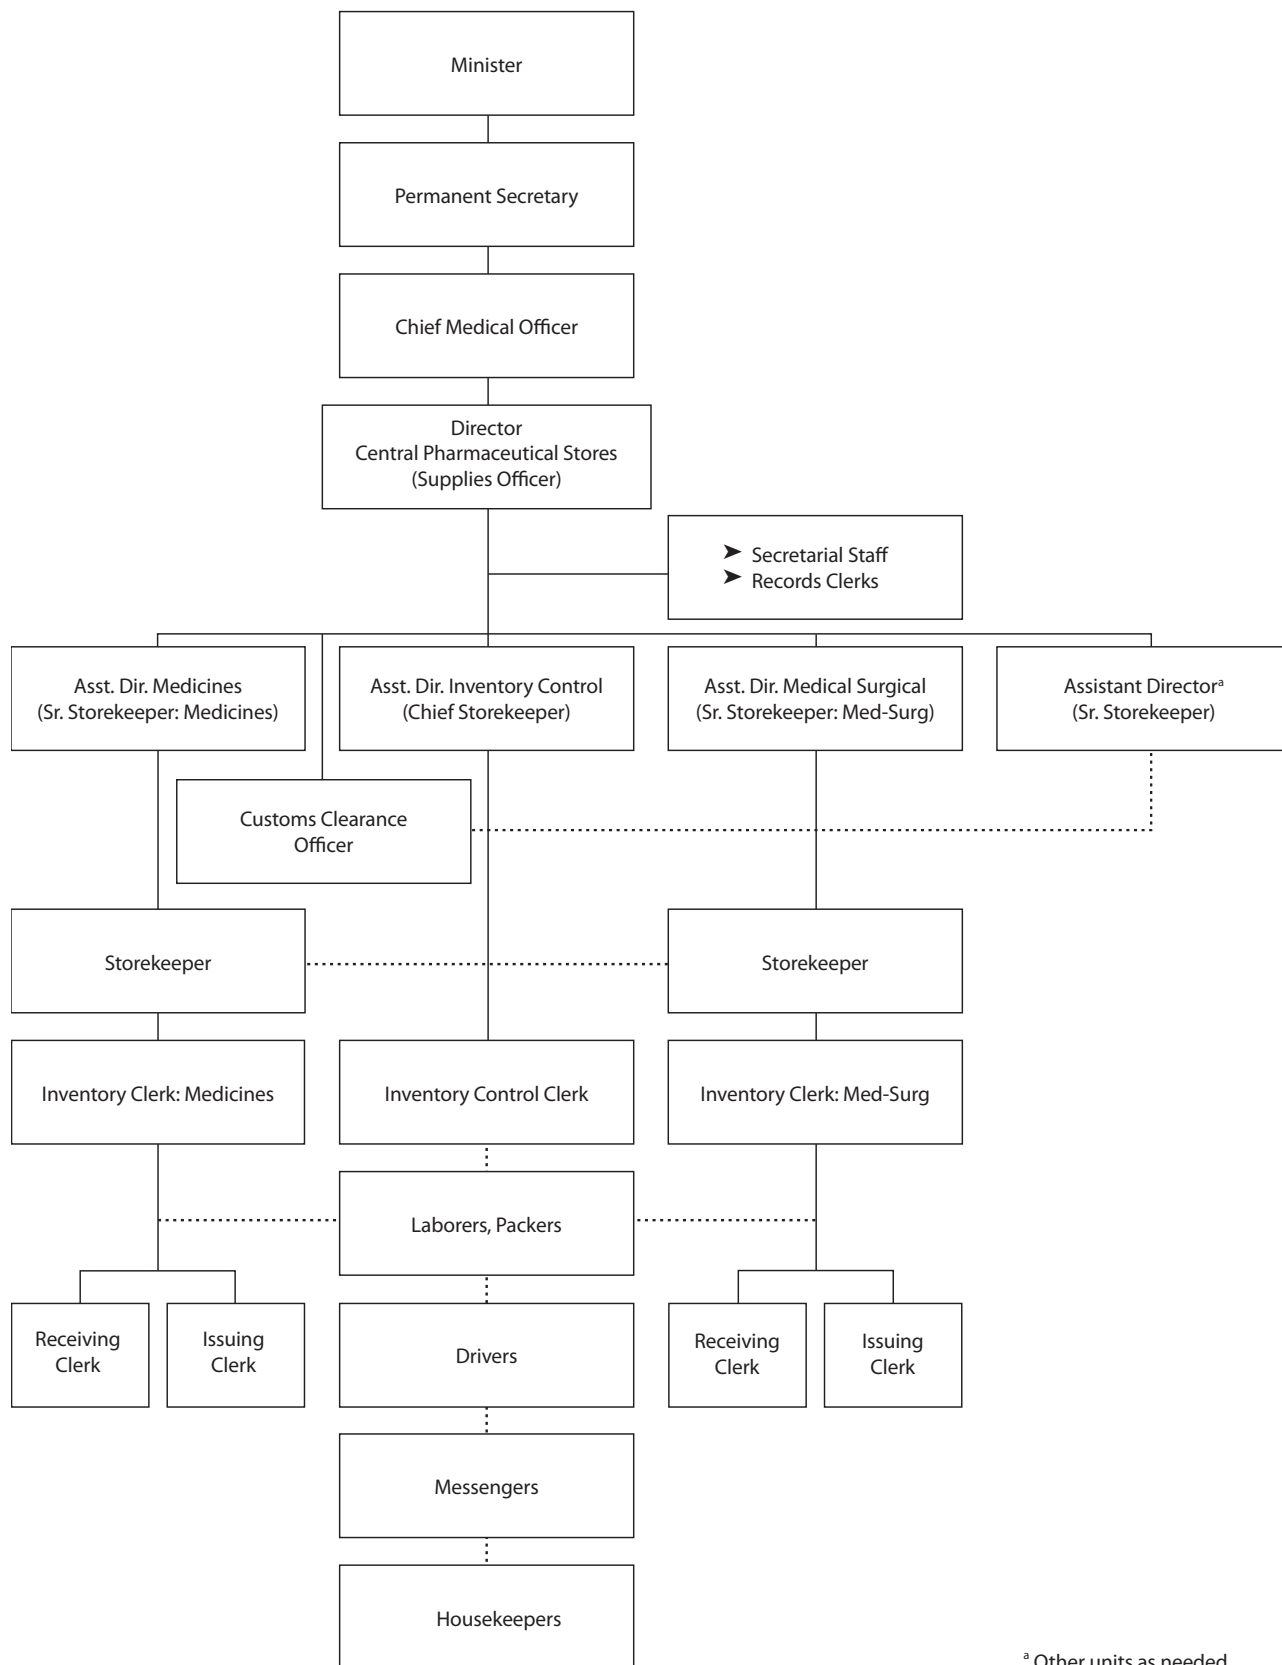 Minister
Permanent Secretary
Chief Medical Officer
Director
Central Pharmaceutical Stores
(Supplies Officer)
➤ Secretarial Staff
➤ Records Clerks
Asst. Dir. Medicines
(Sr. Storekeeper: Medicines)
Asst. Dir. Inventory Control
(Chief Storekeeper)
Asst. Dir. Medical Surgical
(Sr. Storekeeper: Med-Surg)
Assistant Directorᵃ
(Sr. Storekeeper)
Customs Clearance
Officer
Storekeeper
Storekeeper
Inventory Clerk: Medicines
Inventory Control Clerk
Inventory Clerk: Med-Surg
Laborers, Packers
Receiving
Clerk
Issuing
Clerk
Drivers
Receiving
Clerk
Issuing
Clerk
Messengers
Housekeepers
ᵃ Other units as needed